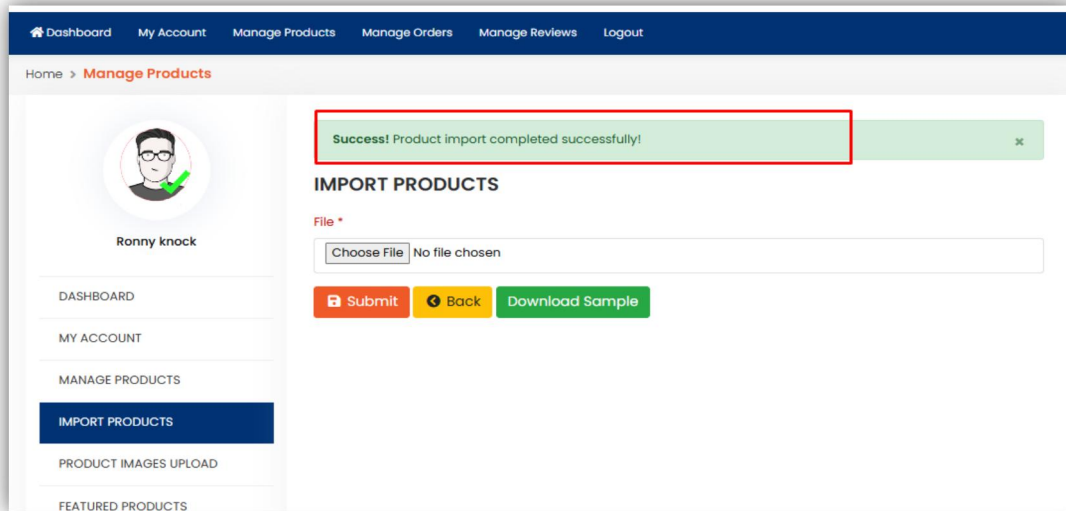 Dashboard My Account Manage Products Manage Orders Manage Reviews Logout
Home > Manage Products
Success! Product import completed successfully!
×
IMPORT PRODUCTS
File *
Choose File No file chosen
Submit Back Download Sample
Ronny knock
DASHBOARD
MY ACCOUNT
MANAGE PRODUCTS
IMPORT PRODUCTS
PRODUCT IMAGES UPLOAD
FEATURED PRODUCTS